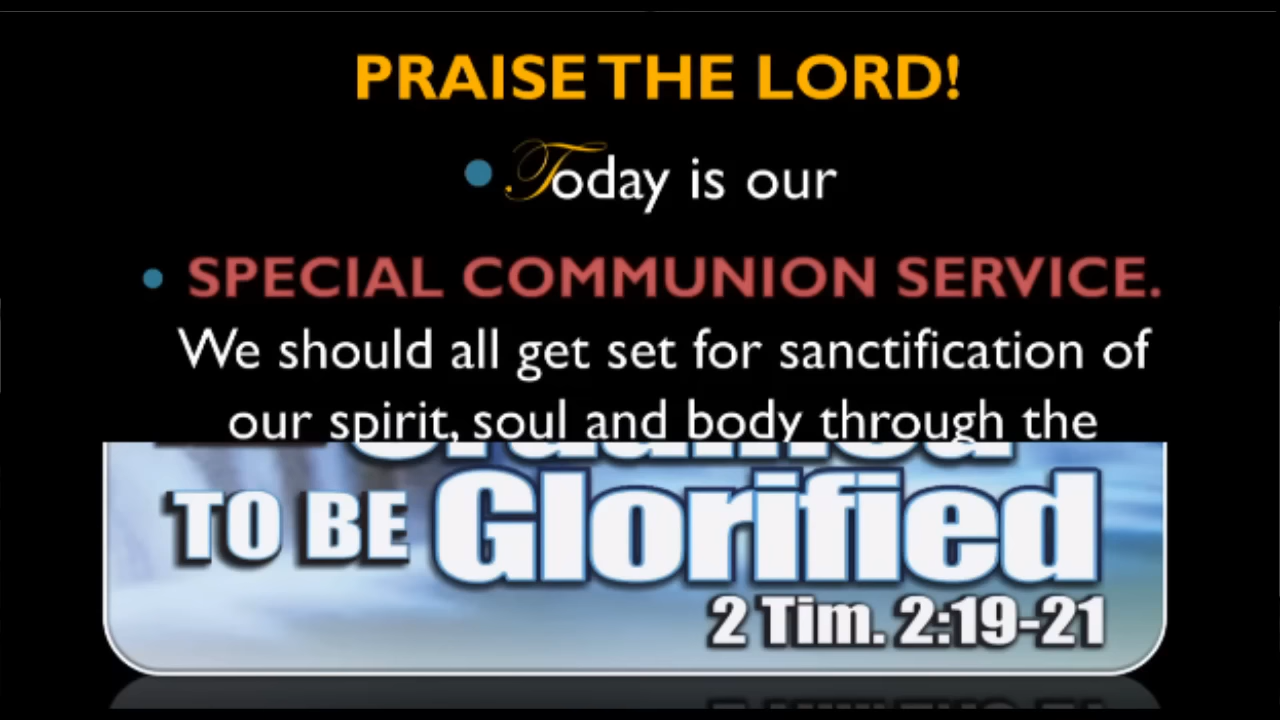 PRAISE THE LORD!
• Today is our
• SPECIAL COMMUNION SERVICE.
We should all get set for sanctification of
our spirit, soul and body through the
TO BE Glorified
2 Tim. 2:19-21